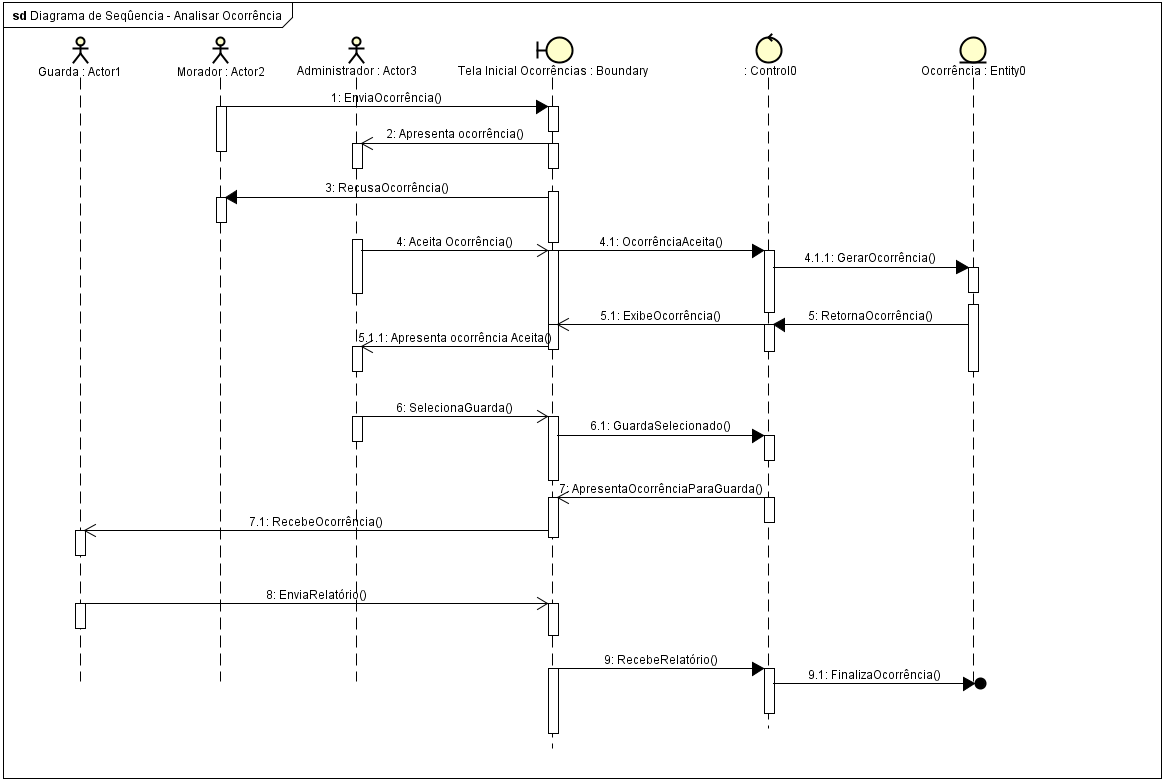 sd Diagrama de Seqûencia - Analisar Ocorrência
Guarda : Actor1
Morador : Actor2
Administrador : Actor3
Tela Inicial Ocorrências : Boundary
: Control0
Ocorrência : Entity0
1: EnviaOcorrência()
2: Apresenta ocorrência()
3: RecusaOcorrência()
4: Aceita Ocorrência()
4.1: OcorrênciaAceita()
4.1.1: GerarOcorrência()
5.1: ExibeOcorrência()
5: RetornaOcorrência()
5.1.1: Apresenta ocorrência Aceita()
6: SelecionaGuarda()
6.1: GuardaSelecionado()
7: ApresentaOcorrênciaParaGuarda()
7.1: RecebeOcorrência()
8: EnviaRelatório()
9: RecebeRelatório()
9.1: FinalizaOcorrência()